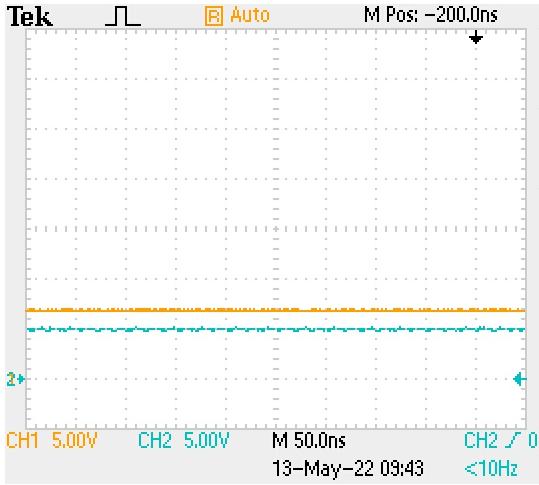 Tek R Auto M Pos: -200.0ns
2
CH1 5.00V CH2 5.00V M 50.0ns CH2 / 0
13-May-22 09:43 <10Hz